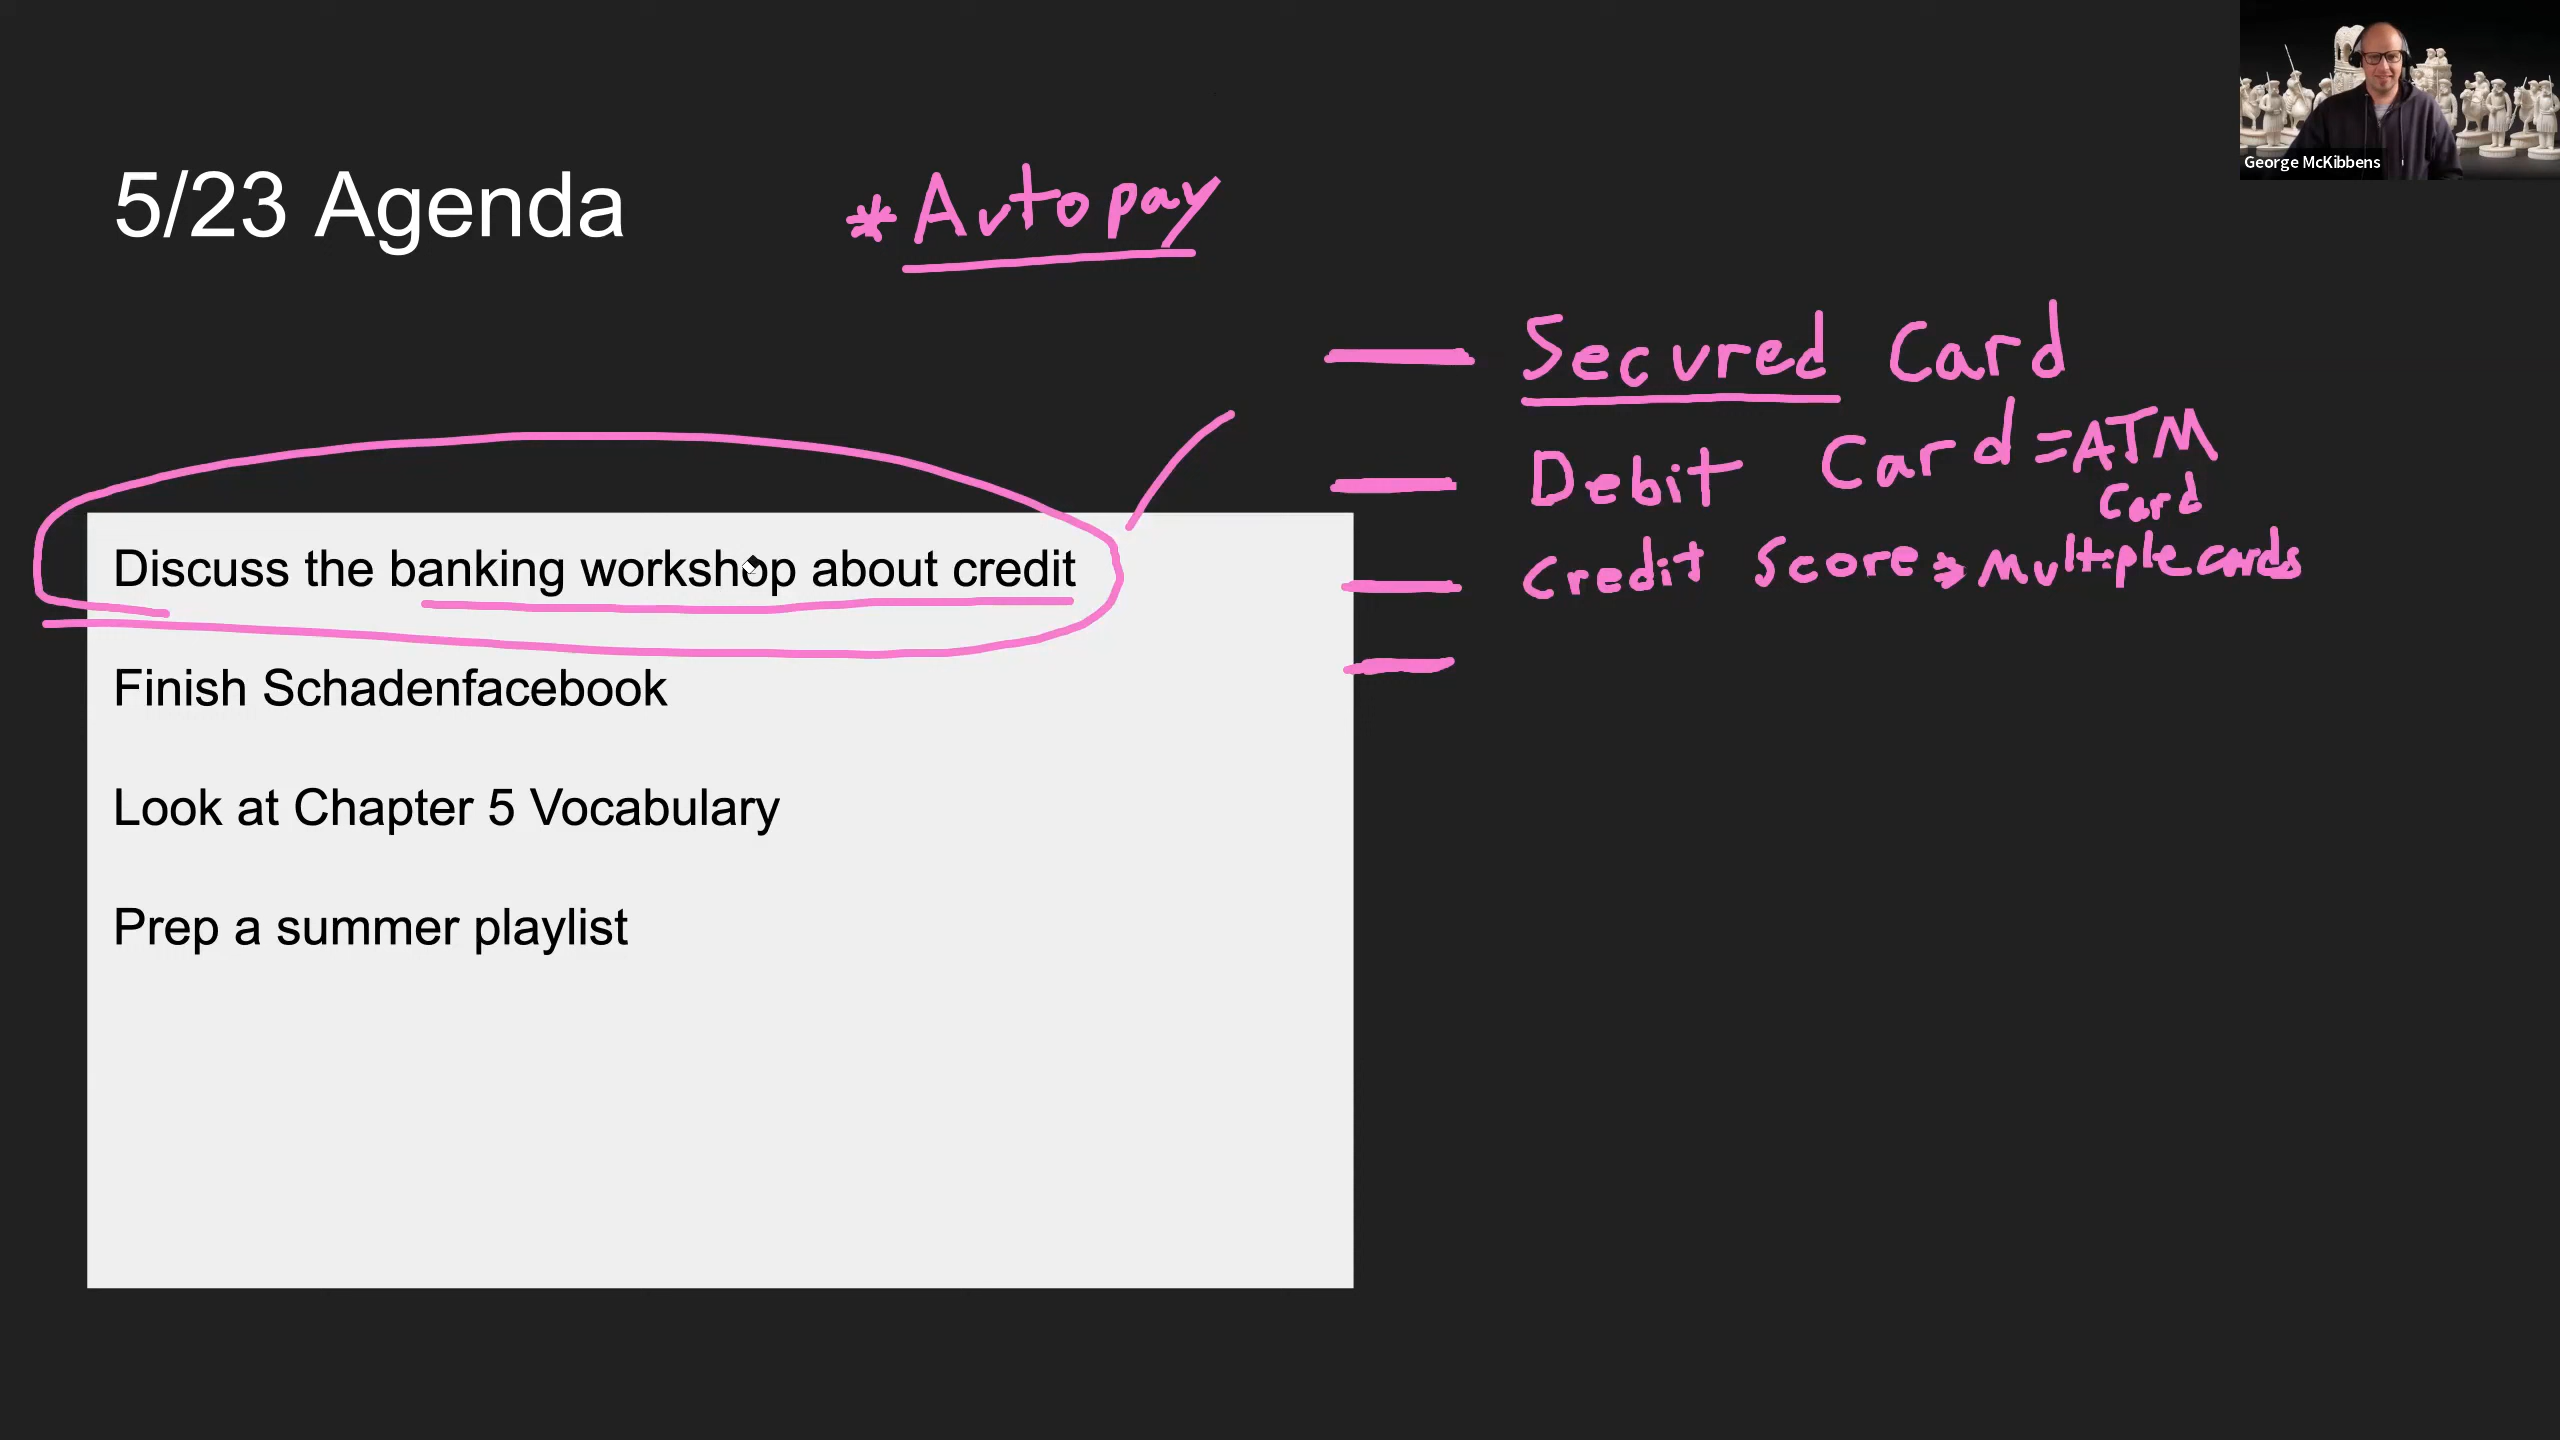 George McKibbens
5/23 Agenda
* Autopay
Secured Card
Debit Card = ATM
Card
Credit Score → Multiple cards
Discuss the banking workshop about credit
Finish Schadenfacebook
Look at Chapter 5 Vocabulary
Prep a summer playlist